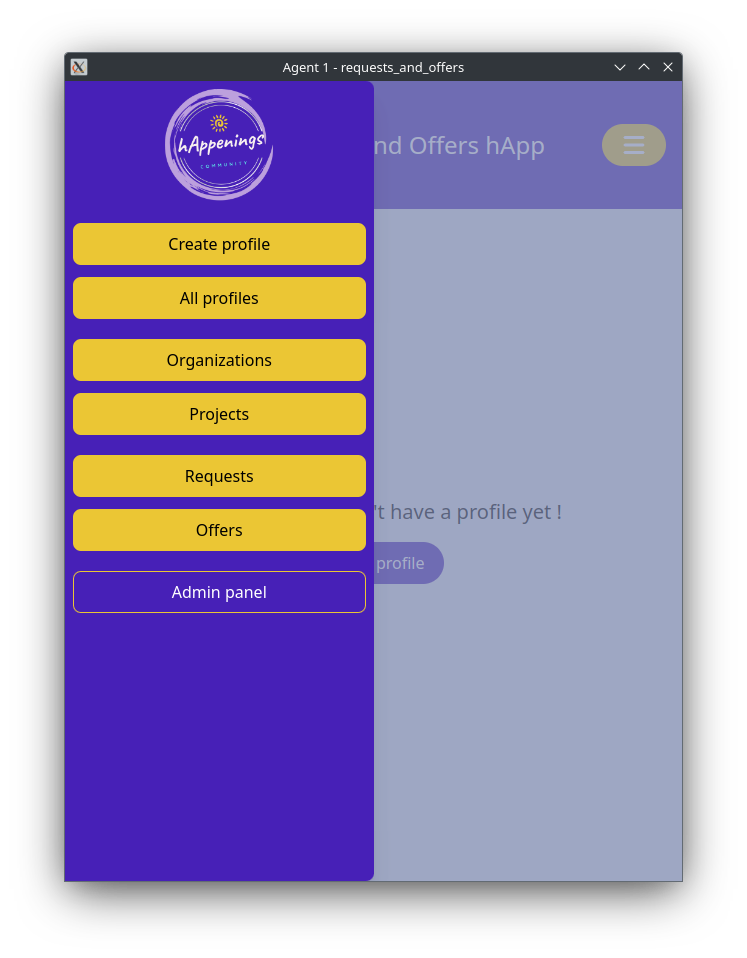 Agent 1 - requests_and_offers
hAppenings
COMMUNITY
nd Offers hApp
Create profile
All profiles
Organizations
Projects
Requests
't have a profile yet !
Offers
profile
Admin panel